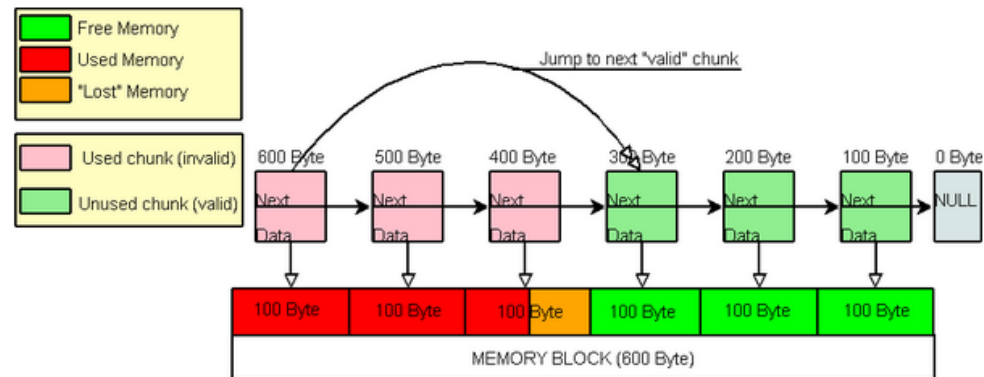 Free Memory
Used Memory
"Lost" Memory
Used chunk (invalid)
Unused chunk (valid)
Jump to next "valid" chunk
600 Byte 500 Byte 400 Byte 300 Byte 200 Byte 100 Byte 0 Byte
Next Next Next Next Next Next NULL
Data Data Data Data Data Data
100 Byte 100 Byte 100 Byte 100 Byte 100 Byte 100 Byte
MEMORY BLOCK (600 Byte)